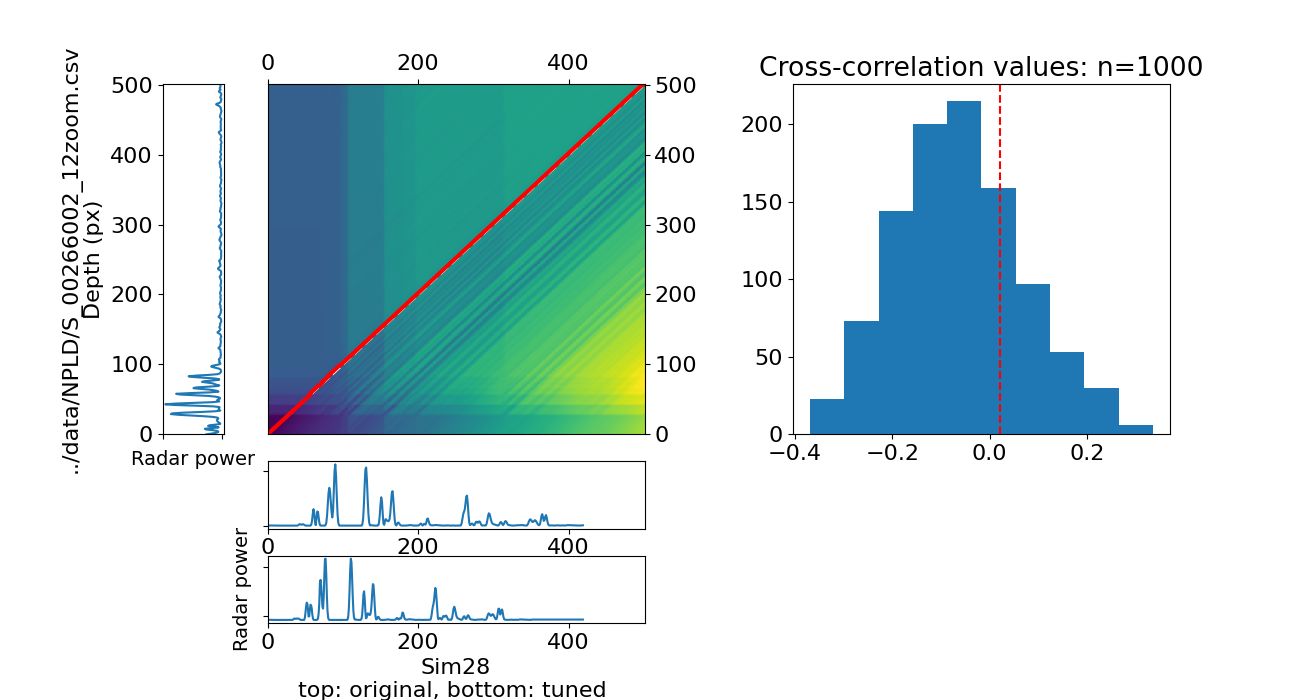 0 200 400
Cross-correlation values: n=1000
../data/NPLD/S_00266002_12zoom.csv
Depth (px)
500
400
300
200
100
0
500
400
300
200
100
0
200
150
100
50
0
−0.4 −0.2 0.0 0.2
Radar power
0 200 400
Radar power
0 200 400
Sim28
top: original, bottom: tuned